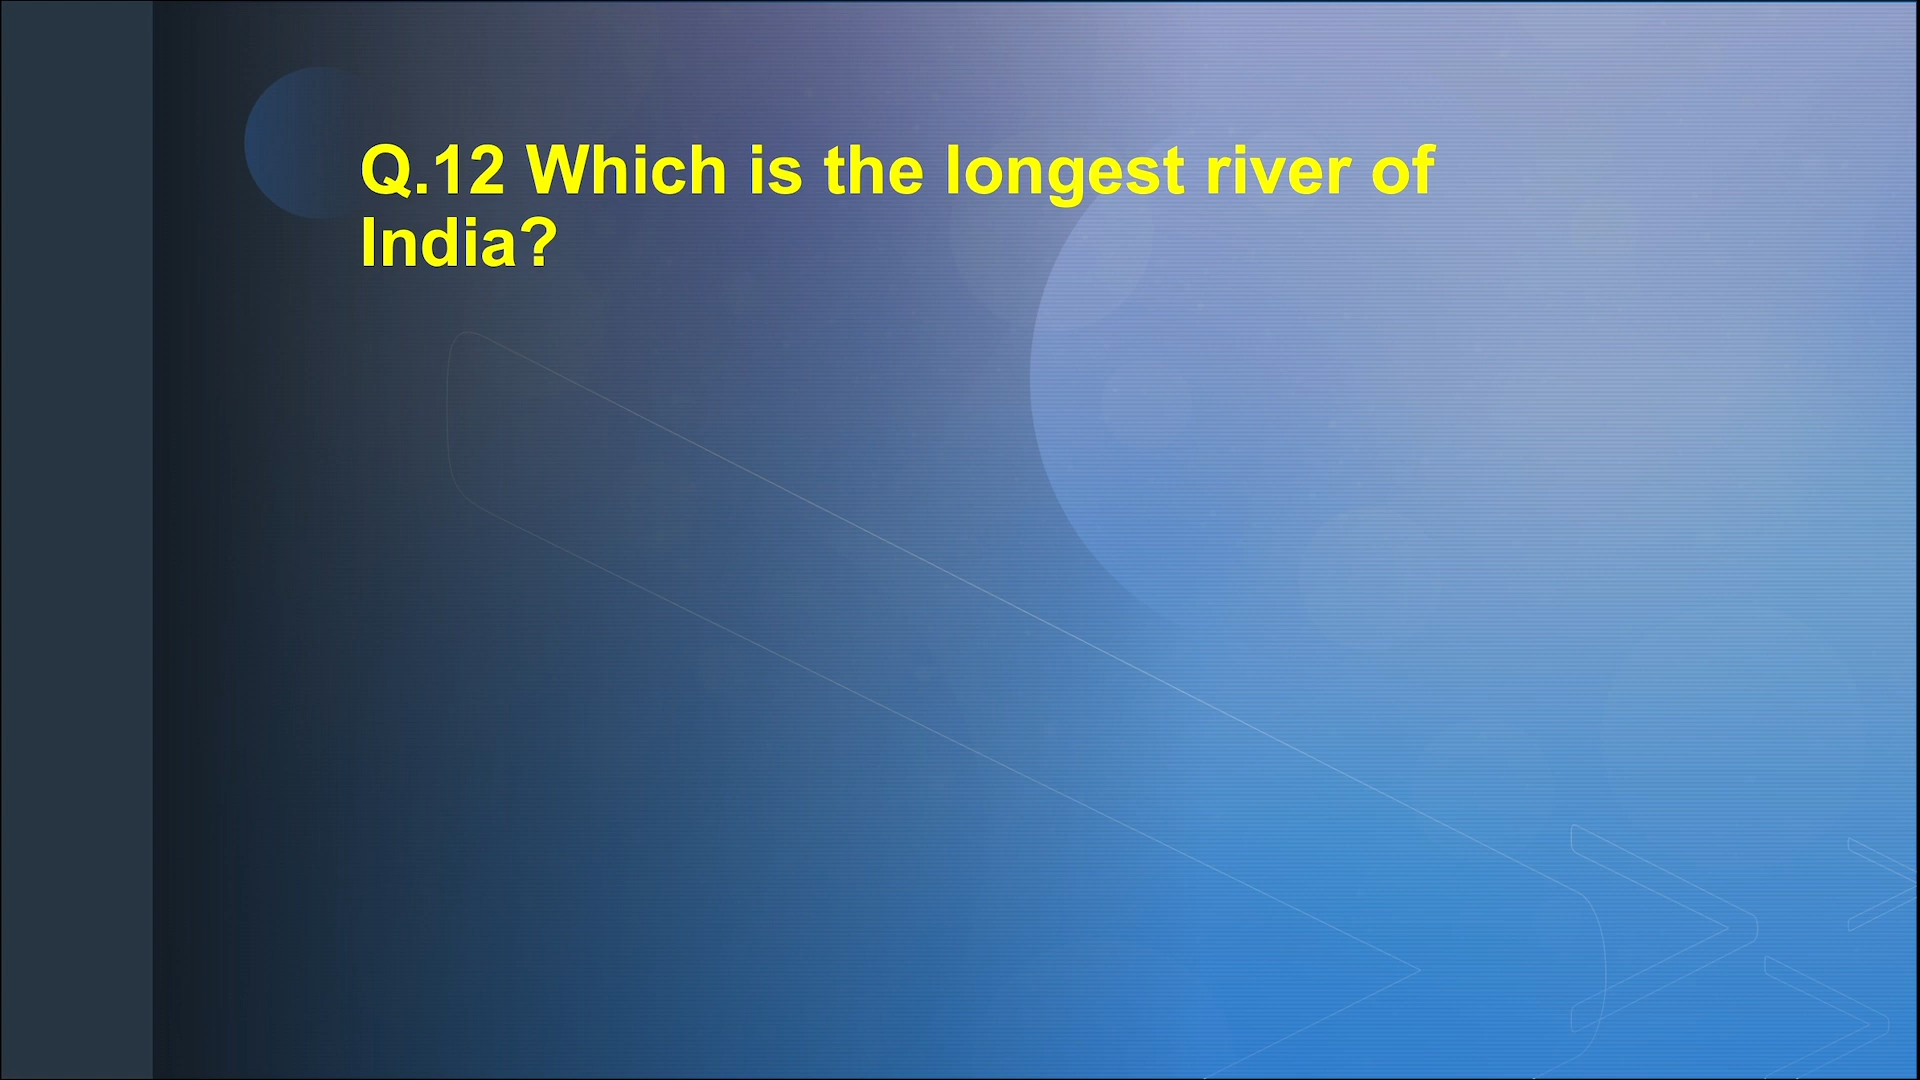 Q.12 Which is the longest river of
India?